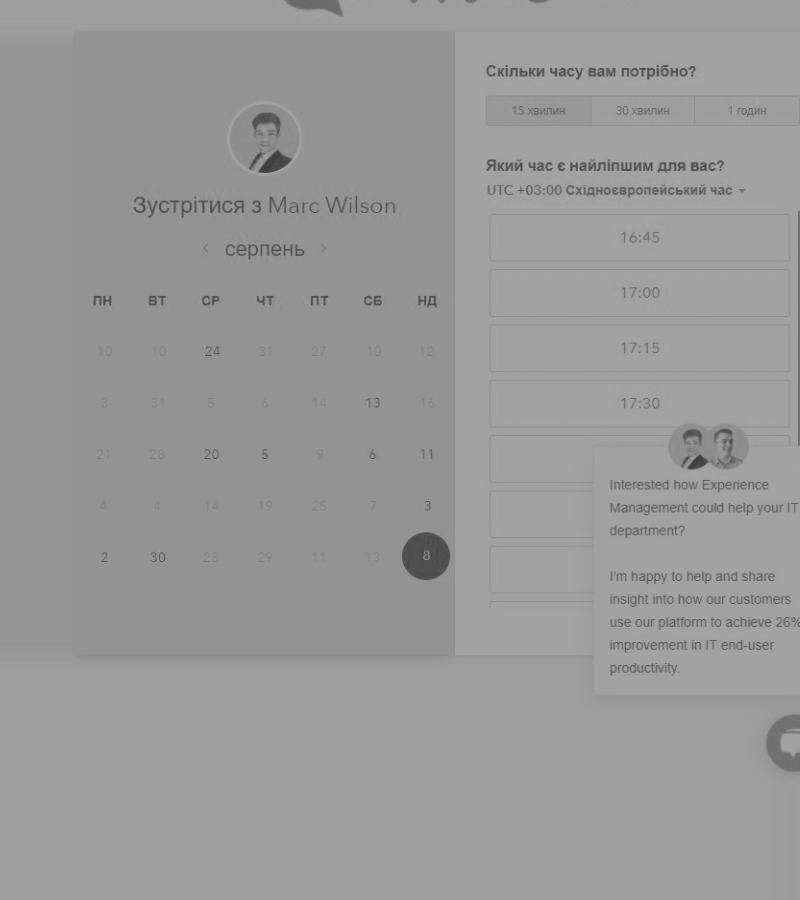 Зустрітися з Marc Wilson
серпень
ПН ВТ СР ЧТ ПТ СБ НД
10 10 24 31 27 10 12
3 31 5 6 14 13 16
21 28 20 5 9 6 11
4 4 14 19 25 7 3
2 30 28 29 11 13 8
Скільки часу вам потрібно?
15 хвилин 30 хвилин 1 годин
Який час є найліпшим для вас?
UTC +03:00 Східноєвропейський час
16:45
17:00
17:15
17:30
Interested how Experience
Management could help your IT
department?
I'm happy to help and share
insight into how our customers
use our platform to achieve 26%
improvement in IT end-user
productivity.